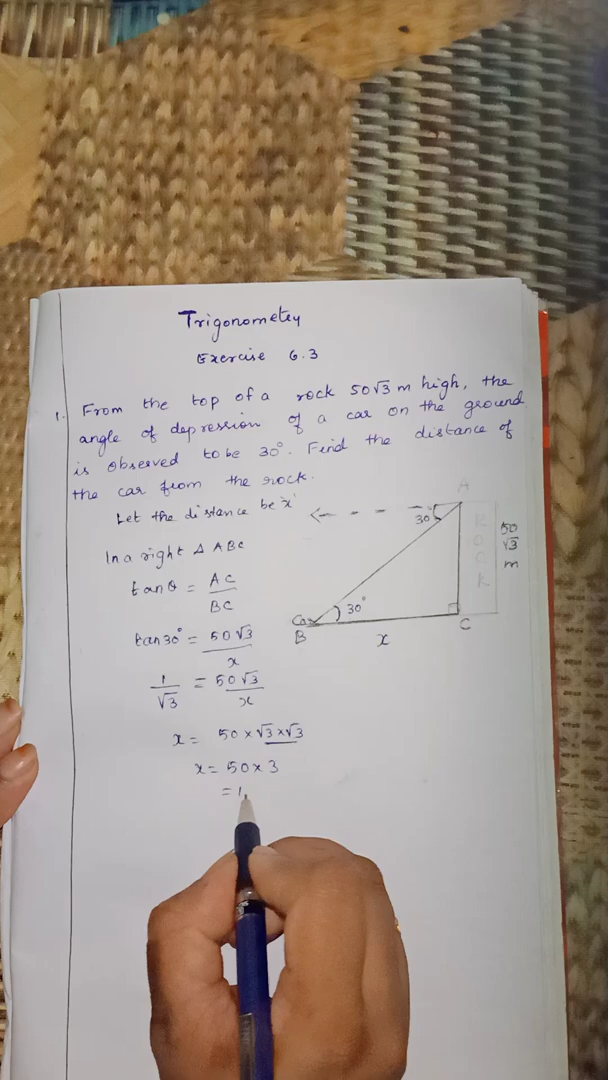 Trigonometry
Exercise 6.3
1. From the top of a rock 50√3 m high, the
angle of depression of a car on the ground
is observed to be 30°. Find the distance of
the car from the rock.
Let the distance be 'x'
In a right Δ ABC
tanθ = AC/BC
tan30° = 50√3/x
1/√3 = 50√3/x
x = 50 × √3 × √3
x = 50 × 3
= 1
A
30
ROCK
50√3 m
30°
Car
B
C
x